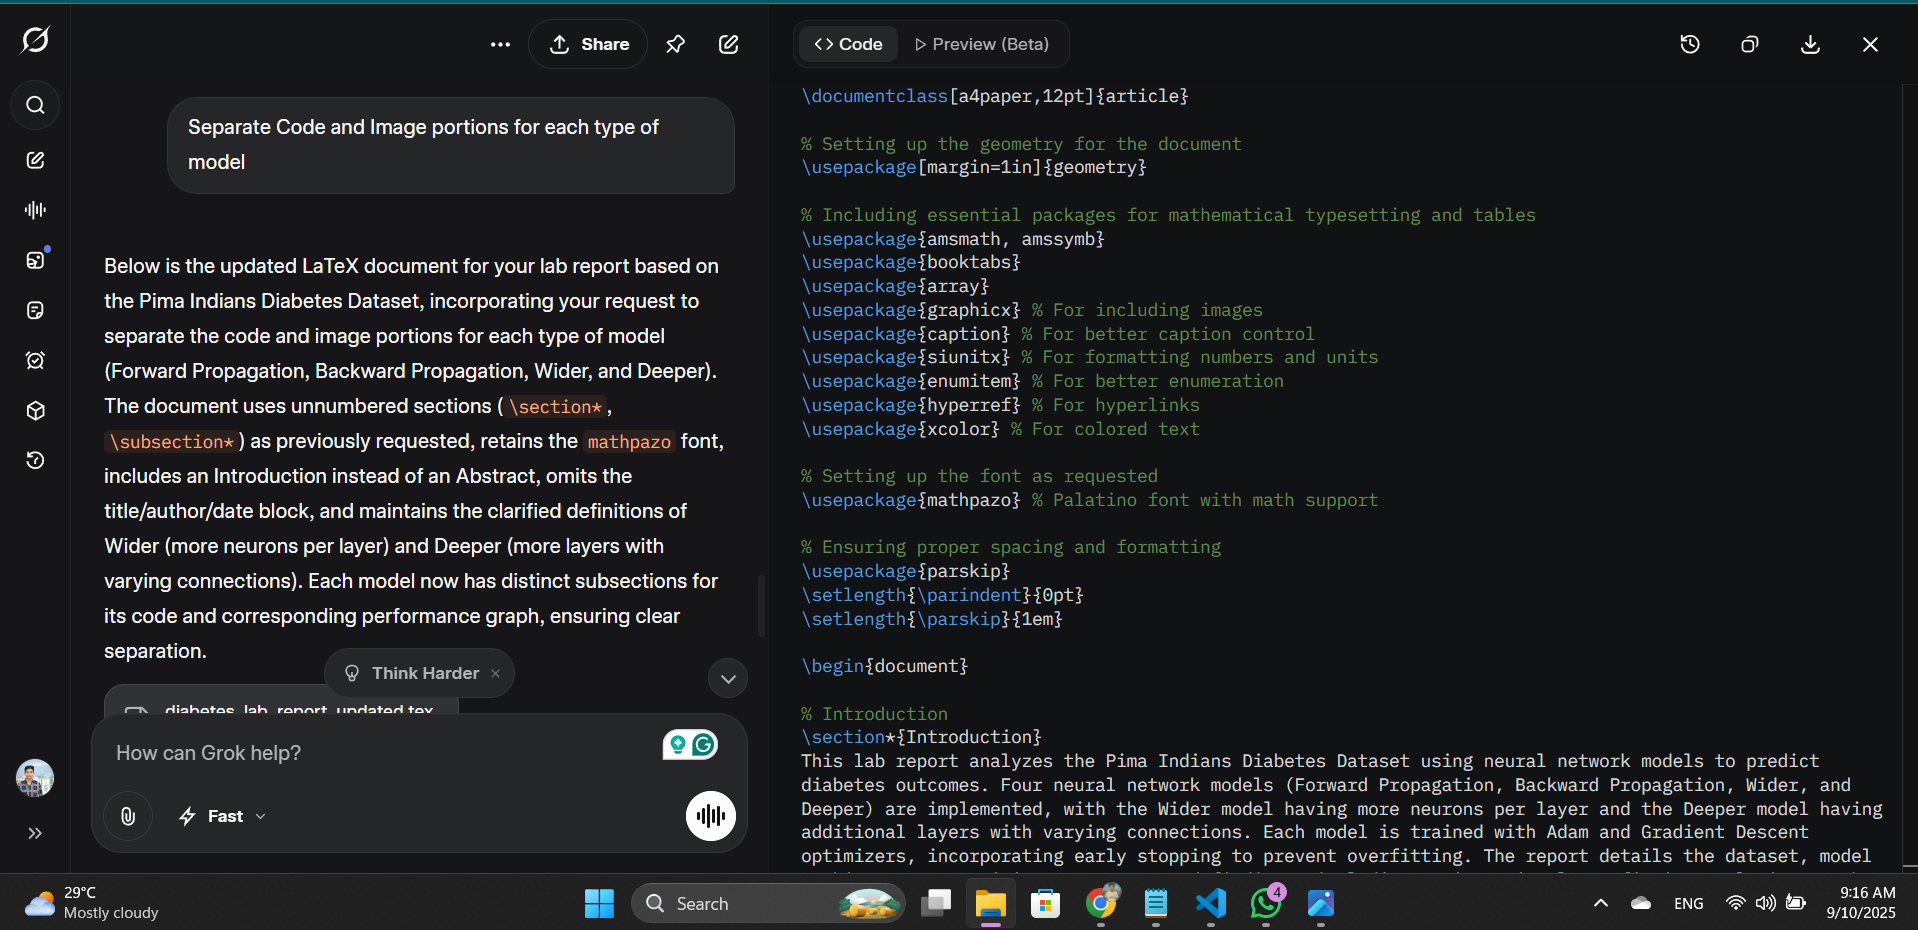 Share
Separate Code and Image portions for each type of
model
Below is the updated LaTeX document for your lab report based on
the Pima Indians Diabetes Dataset, incorporating your request to
separate the code and image portions for each type of model
(Forward Propagation, Backward Propagation, Wider, and Deeper).
The document uses unnumbered sections ( \section* ,
\subsection* ) as previously requested, retains the mathpazo font,
includes an Introduction instead of an Abstract, omits the
title/author/date block, and maintains the clarified definitions of
Wider (more neurons per layer) and Deeper (more layers with
varying connections). Each model now has distinct subsections for
its code and corresponding performance graph, ensuring clear
separation.
Think Harder ×
diabetes_lab_report_updated.tex
How can Grok help?
Fast
<> Code
Preview (Beta)
\documentclass[a4paper,12pt]{article}
% Setting up the geometry for the document
\usepackage[margin=1in]{geometry}
% Including essential packages for mathematical typesetting and tables
\usepackage{amsmath, amssymb}
\usepackage{booktabs}
\usepackage{array}
\usepackage{graphicx} % For including images
\usepackage{caption} % For better caption control
\usepackage{siunitx} % For formatting numbers and units
\usepackage{enumitem} % For better enumeration
\usepackage{hyperref} % For hyperlinks
\usepackage{xcolor} % For colored text
% Setting up the font as requested
\usepackage{mathpazo} % Palatino font with math support
% Ensuring proper spacing and formatting
\usepackage{parskip}
\setlength{\parindent}{0pt}
\setlength{\parskip}{1em}
\begin{document}
% Introduction
\section*{Introduction}
This lab report analyzes the Pima Indians Diabetes Dataset using neural network models to predict
diabetes outcomes. Four neural network models (Forward Propagation, Backward Propagation, Wider, and
Deeper) are implemented, with the Wider model having more neurons per layer and the Deeper model having
additional layers with varying connections. Each model is trained with Adam and Gradient Descent
optimizers, incorporating early stopping to prevent overfitting. The report details the dataset, model
29°C
Mostly cloudy
Search
4
ENG
9:16 AM
9/10/2025